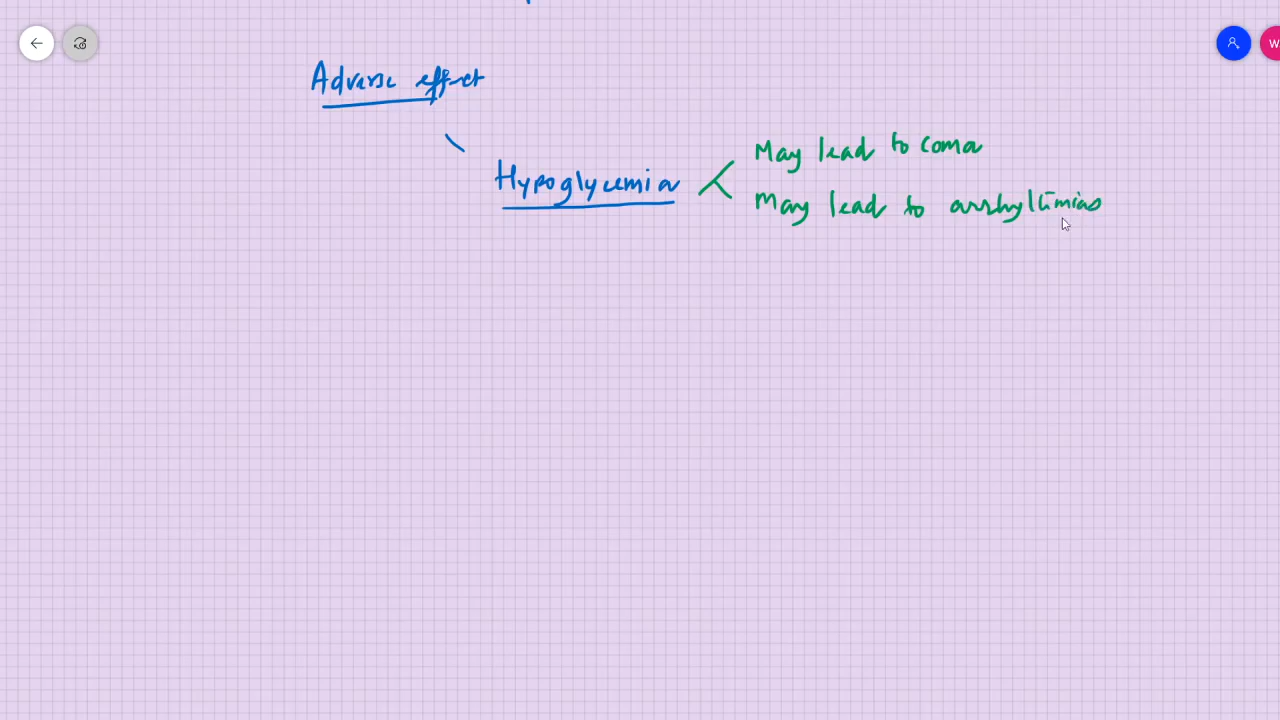 Adverse effect
May lead to coma
Hypoglycemia
May lead to arrhythmias
W